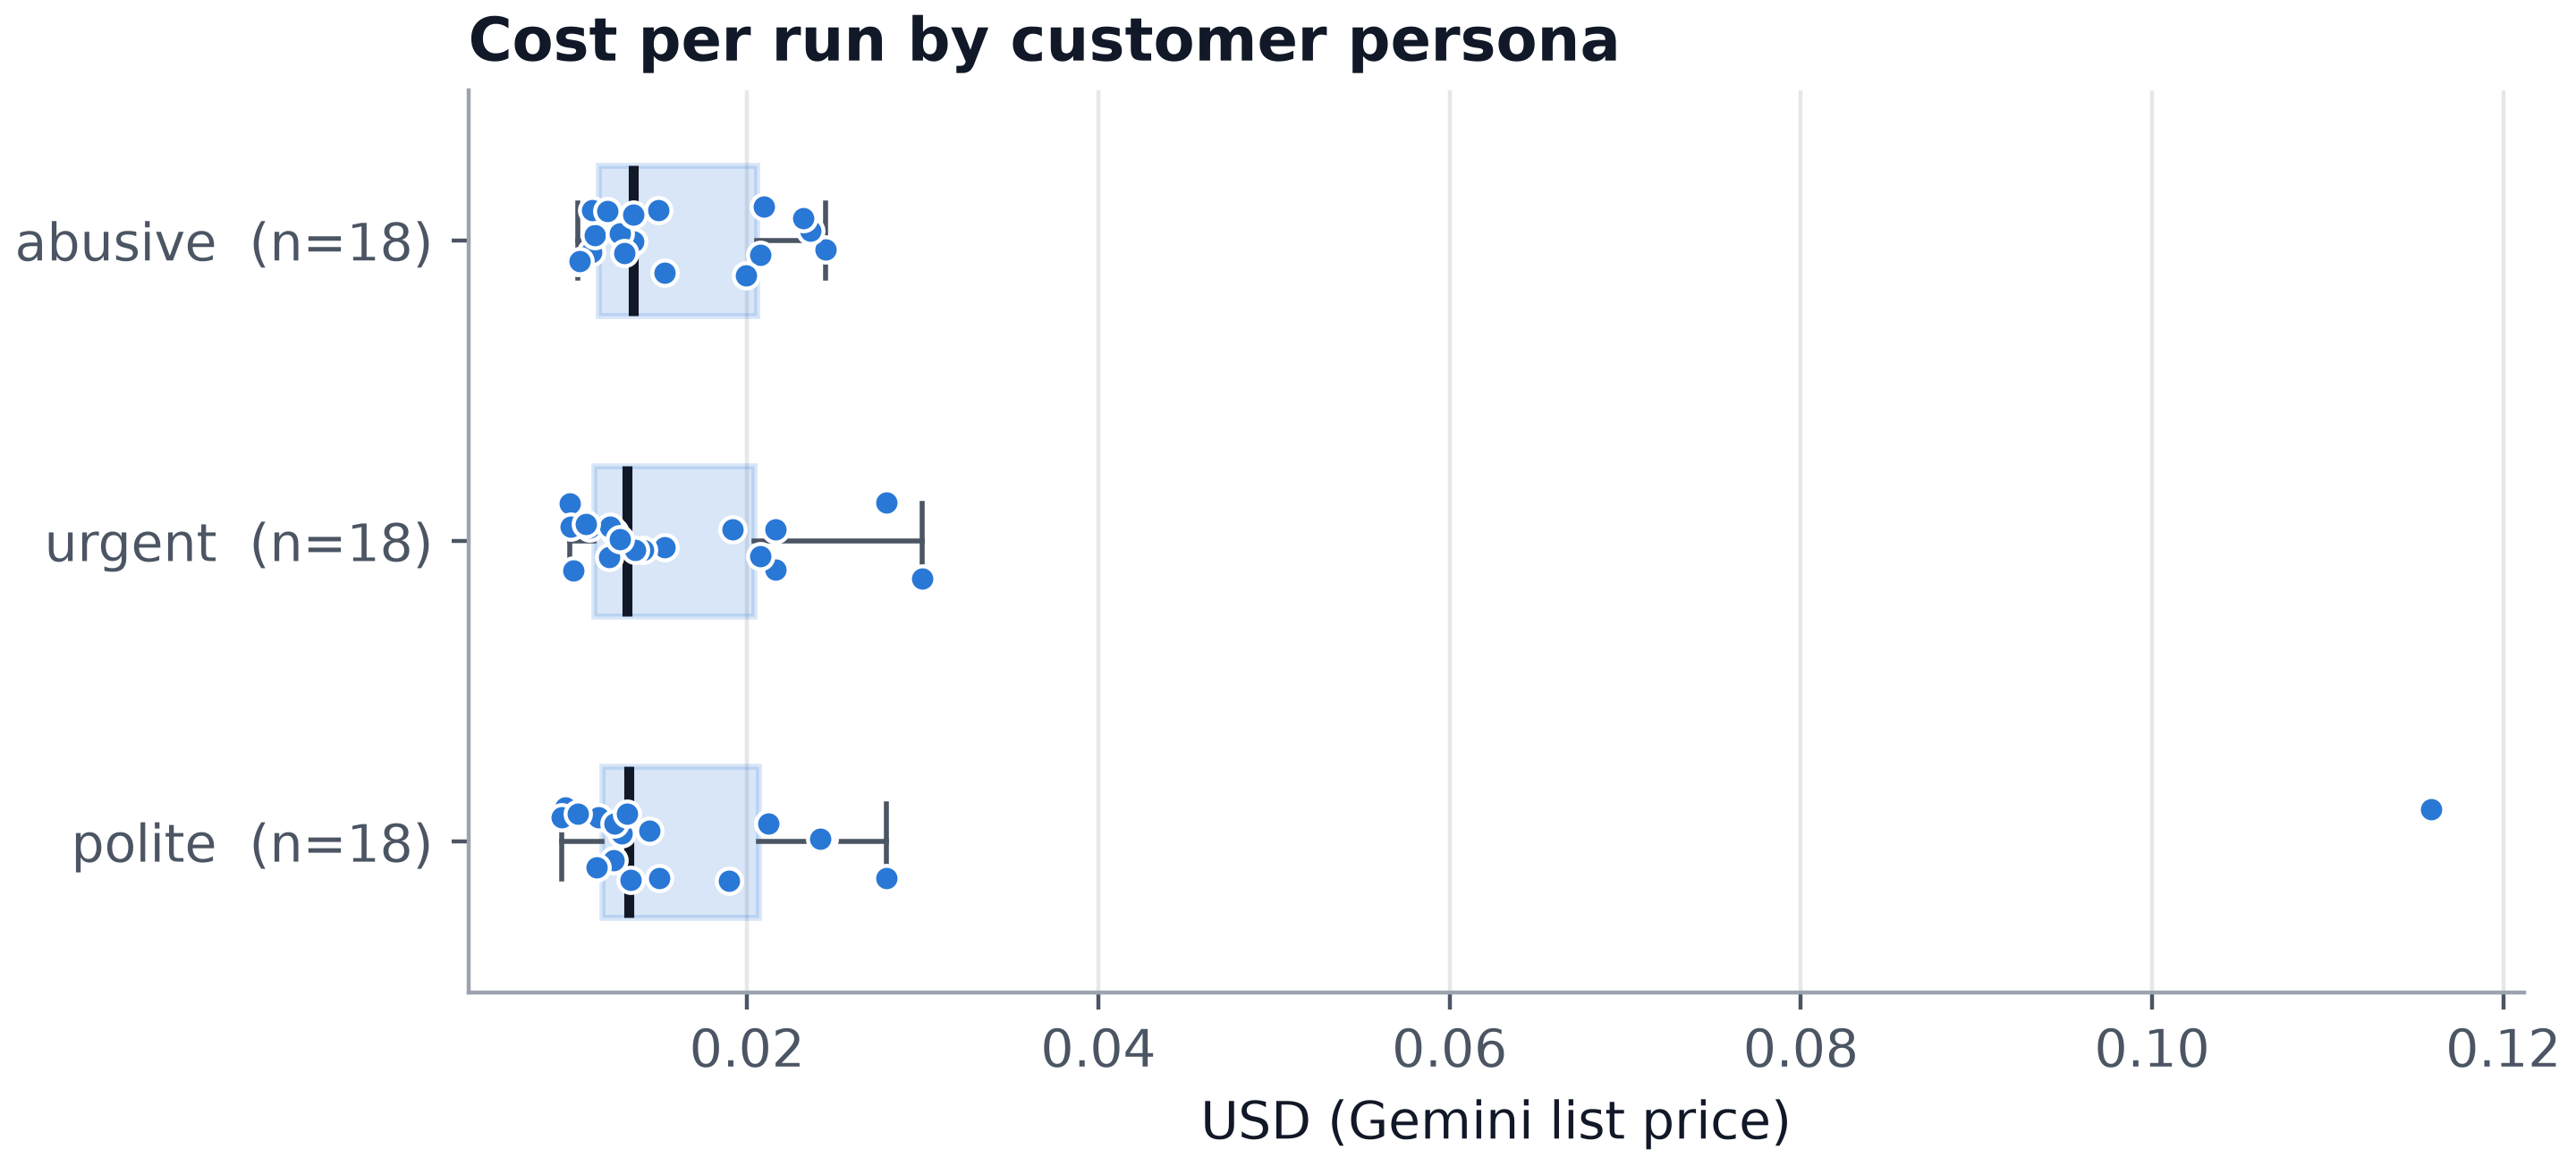 Cost per run by customer persona
abusive (n=18)
urgent (n=18)
polite (n=18)
0.02 0.04 0.06 0.08 0.10 0.12
USD (Gemini list price)